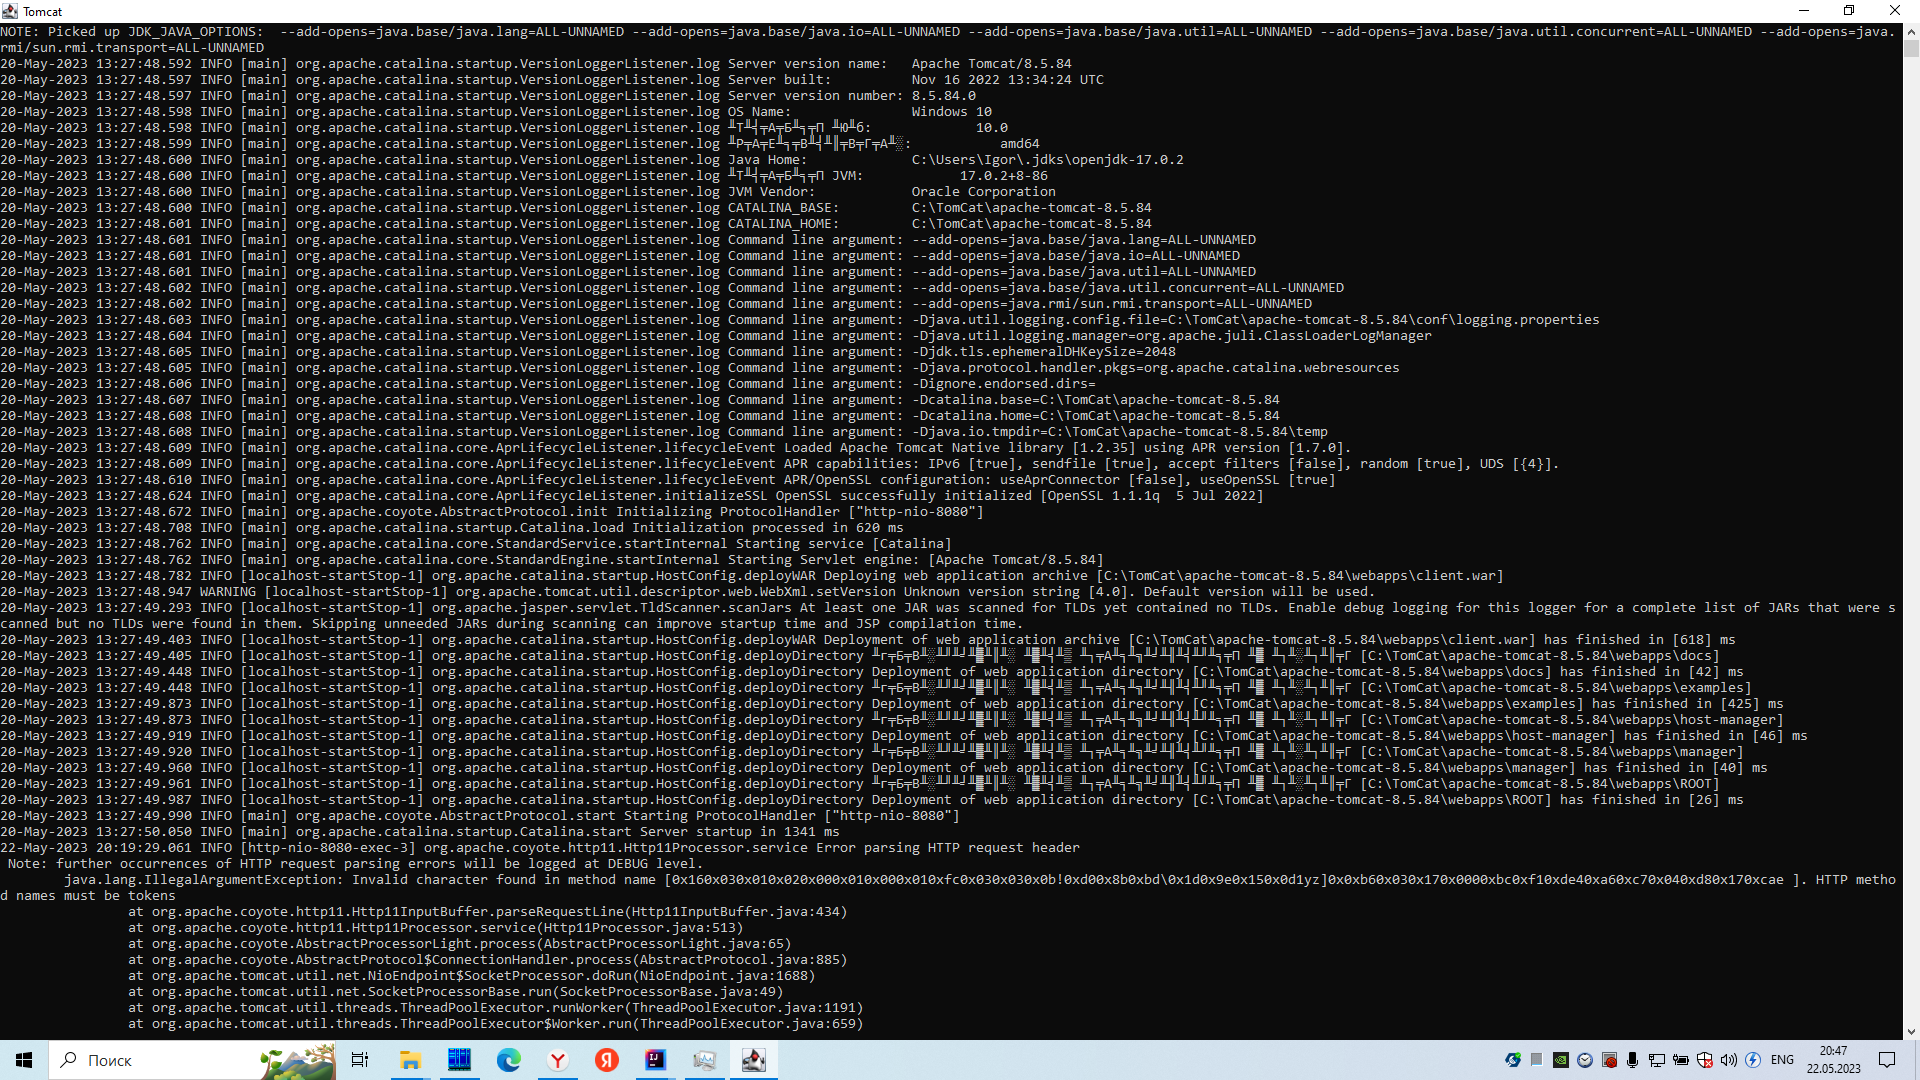 Tomcat
NOTE: Picked up JDK_JAVA_OPTIONS:  --add-opens=java.base/java.lang=ALL-UNNAMED --add-opens=java.base/java.io=ALL-UNNAMED --add-opens=java.base/java.util=ALL-UNNAMED --add-opens=java.base/java.util.concurrent=ALL-UNNAMED --add-opens=java.
rmi/sun.rmi.transport=ALL-UNNAMED
20-May-2023 13:27:48.592 INFO [main] org.apache.catalina.startup.VersionLoggerListener.log Server version name:   Apache Tomcat/8.5.84
20-May-2023 13:27:48.597 INFO [main] org.apache.catalina.startup.VersionLoggerListener.log Server built:          Nov 16 2022 13:34:24 UTC
20-May-2023 13:27:48.597 INFO [main] org.apache.catalina.startup.VersionLoggerListener.log Server version number: 8.5.84.0
20-May-2023 13:27:48.598 INFO [main] org.apache.catalina.startup.VersionLoggerListener.log OS Name:               Windows 10
20-May-2023 13:27:48.598 INFO [main] org.apache.catalina.startup.VersionLoggerListener.log 10.0
20-May-2023 13:27:48.599 INFO [main] org.apache.catalina.startup.VersionLoggerListener.log amd64
20-May-2023 13:27:48.600 INFO [main] org.apache.catalina.startup.VersionLoggerListener.log Java Home:             C:\Users\Igor\.jdks\openjdk-17.0.2
20-May-2023 13:27:48.600 INFO [main] org.apache.catalina.startup.VersionLoggerListener.log JVM:            17.0.2+8-86
20-May-2023 13:27:48.600 INFO [main] org.apache.catalina.startup.VersionLoggerListener.log JVM Vendor:            Oracle Corporation
20-May-2023 13:27:48.600 INFO [main] org.apache.catalina.startup.VersionLoggerListener.log CATALINA_BASE:         C:\TomCat\apache-tomcat-8.5.84
20-May-2023 13:27:48.601 INFO [main] org.apache.catalina.startup.VersionLoggerListener.log CATALINA_HOME:         C:\TomCat\apache-tomcat-8.5.84
20-May-2023 13:27:48.601 INFO [main] org.apache.catalina.startup.VersionLoggerListener.log Command line argument: --add-opens=java.base/java.lang=ALL-UNNAMED
20-May-2023 13:27:48.601 INFO [main] org.apache.catalina.startup.VersionLoggerListener.log Command line argument: --add-opens=java.base/java.io=ALL-UNNAMED
20-May-2023 13:27:48.601 INFO [main] org.apache.catalina.startup.VersionLoggerListener.log Command line argument: --add-opens=java.base/java.util=ALL-UNNAMED
20-May-2023 13:27:48.602 INFO [main] org.apache.catalina.startup.VersionLoggerListener.log Command line argument: --add-opens=java.base/java.util.concurrent=ALL-UNNAMED
20-May-2023 13:27:48.602 INFO [main] org.apache.catalina.startup.VersionLoggerListener.log Command line argument: --add-opens=java.rmi/sun.rmi.transport=ALL-UNNAMED
20-May-2023 13:27:48.603 INFO [main] org.apache.catalina.startup.VersionLoggerListener.log Command line argument: -Djava.util.logging.config.file=C:\TomCat\apache-tomcat-8.5.84\conf\logging.properties
20-May-2023 13:27:48.604 INFO [main] org.apache.catalina.startup.VersionLoggerListener.log Command line argument: -Djava.util.logging.manager=org.apache.juli.ClassLoaderLogManager
20-May-2023 13:27:48.605 INFO [main] org.apache.catalina.startup.VersionLoggerListener.log Command line argument: -Djdk.tls.ephemeralDHKeySize=2048
20-May-2023 13:27:48.605 INFO [main] org.apache.catalina.startup.VersionLoggerListener.log Command line argument: -Djava.protocol.handler.pkgs=org.apache.catalina.webresources
20-May-2023 13:27:48.606 INFO [main] org.apache.catalina.startup.VersionLoggerListener.log Command line argument: -Dignore.endorsed.dirs=
20-May-2023 13:27:48.607 INFO [main] org.apache.catalina.startup.VersionLoggerListener.log Command line argument: -Dcatalina.base=C:\TomCat\apache-tomcat-8.5.84
20-May-2023 13:27:48.608 INFO [main] org.apache.catalina.startup.VersionLoggerListener.log Command line argument: -Dcatalina.home=C:\TomCat\apache-tomcat-8.5.84
20-May-2023 13:27:48.608 INFO [main] org.apache.catalina.startup.VersionLoggerListener.log Command line argument: -Djava.io.tmpdir=C:\TomCat\apache-tomcat-8.5.84\temp
20-May-2023 13:27:48.609 INFO [main] org.apache.catalina.core.AprLifecycleListener.lifecycleEvent Loaded Apache Tomcat Native library [1.2.35] using APR version [1.7.0].
20-May-2023 13:27:48.609 INFO [main] org.apache.catalina.core.AprLifecycleListener.lifecycleEvent APR capabilities: IPv6 [true], sendfile [true], accept filters [false], random [true], UDS [{4}].
20-May-2023 13:27:48.610 INFO [main] org.apache.catalina.core.AprLifecycleListener.lifecycleEvent APR/OpenSSL configuration: useAprConnector [false], useOpenSSL [true]
20-May-2023 13:27:48.624 INFO [main] org.apache.catalina.core.AprLifecycleListener.initializeSSL OpenSSL successfully initialized [OpenSSL 1.1.1q  5 Jul 2022]
20-May-2023 13:27:48.672 INFO [main] org.apache.coyote.AbstractProtocol.init Initializing ProtocolHandler ["http-nio-8080"]
20-May-2023 13:27:48.708 INFO [main] org.apache.catalina.startup.Catalina.load Initialization processed in 620 ms
20-May-2023 13:27:48.762 INFO [main] org.apache.catalina.core.StandardService.startInternal Starting service [Catalina]
20-May-2023 13:27:48.762 INFO [main] org.apache.catalina.core.StandardEngine.startInternal Starting Servlet engine: [Apache Tomcat/8.5.84]
20-May-2023 13:27:48.782 INFO [localhost-startStop-1] org.apache.catalina.startup.HostConfig.deployWAR Deploying web application archive [C:\TomCat\apache-tomcat-8.5.84\webapps\client.war]
20-May-2023 13:27:48.947 WARNING [localhost-startStop-1] org.apache.tomcat.util.descriptor.web.WebXml.setVersion Unknown version string [4.0]. Default version will be used.
20-May-2023 13:27:49.293 INFO [localhost-startStop-1] org.apache.jasper.servlet.TldScanner.scanJars At least one JAR was scanned for TLDs yet contained no TLDs. Enable debug logging for this logger for a complete list of JARs that were s
canned but no TLDs were found in them. Skipping unneeded JARs during scanning can improve startup time and JSP compilation time.
20-May-2023 13:27:49.403 INFO [localhost-startStop-1] org.apache.catalina.startup.HostConfig.deployWAR Deployment of web application archive [C:\TomCat\apache-tomcat-8.5.84\webapps\client.war] has finished in [618] ms
20-May-2023 13:27:49.405 INFO [localhost-startStop-1] org.apache.catalina.startup.HostConfig.deployDirectory [C:\TomCat\apache-tomcat-8.5.84\webapps\docs]
20-May-2023 13:27:49.448 INFO [localhost-startStop-1] org.apache.catalina.startup.HostConfig.deployDirectory Deployment of web application directory [C:\TomCat\apache-tomcat-8.5.84\webapps\docs] has finished in [42] ms
20-May-2023 13:27:49.448 INFO [localhost-startStop-1] org.apache.catalina.startup.HostConfig.deployDirectory [C:\TomCat\apache-tomcat-8.5.84\webapps\examples]
20-May-2023 13:27:49.873 INFO [localhost-startStop-1] org.apache.catalina.startup.HostConfig.deployDirectory Deployment of web application directory [C:\TomCat\apache-tomcat-8.5.84\webapps\examples] has finished in [425] ms
20-May-2023 13:27:49.873 INFO [localhost-startStop-1] org.apache.catalina.startup.HostConfig.deployDirectory [C:\TomCat\apache-tomcat-8.5.84\webapps\host-manager]
20-May-2023 13:27:49.919 INFO [localhost-startStop-1] org.apache.catalina.startup.HostConfig.deployDirectory Deployment of web application directory [C:\TomCat\apache-tomcat-8.5.84\webapps\host-manager] has finished in [46] ms
20-May-2023 13:27:49.920 INFO [localhost-startStop-1] org.apache.catalina.startup.HostConfig.deployDirectory [C:\TomCat\apache-tomcat-8.5.84\webapps\manager]
20-May-2023 13:27:49.960 INFO [localhost-startStop-1] org.apache.catalina.startup.HostConfig.deployDirectory Deployment of web application directory [C:\TomCat\apache-tomcat-8.5.84\webapps\manager] has finished in [40] ms
20-May-2023 13:27:49.961 INFO [localhost-startStop-1] org.apache.catalina.startup.HostConfig.deployDirectory [C:\TomCat\apache-tomcat-8.5.84\webapps\ROOT]
20-May-2023 13:27:49.987 INFO [localhost-startStop-1] org.apache.catalina.startup.HostConfig.deployDirectory Deployment of web application directory [C:\TomCat\apache-tomcat-8.5.84\webapps\ROOT] has finished in [26] ms
20-May-2023 13:27:49.990 INFO [main] org.apache.coyote.AbstractProtocol.start Starting ProtocolHandler ["http-nio-8080"]
20-May-2023 13:27:50.050 INFO [main] org.apache.catalina.startup.Catalina.start Server startup in 1341 ms
22-May-2023 20:19:29.061 INFO [http-nio-8080-exec-3] org.apache.coyote.http11.Http11Processor.service Error parsing HTTP request header
 Note: further occurrences of HTTP request parsing errors will be logged at DEBUG level.
        java.lang.IllegalArgumentException: Invalid character found in method name [0x160x030x010x020x000x010x000x010xfc0x030x030x0b!0xd00x8b0xbd\0x1d0x9e0x150x0d1yz]0x0xb60x030x170x0000xbc0xf10xde40xa60xc70x040xd80x170xcae ]. HTTP metho
d names must be tokens
                at org.apache.coyote.http11.Http11InputBuffer.parseRequestLine(Http11InputBuffer.java:434)
                at org.apache.coyote.http11.Http11Processor.service(Http11Processor.java:513)
                at org.apache.coyote.AbstractProcessorLight.process(AbstractProcessorLight.java:65)
                at org.apache.coyote.AbstractProtocol$ConnectionHandler.process(AbstractProtocol.java:885)
                at org.apache.tomcat.util.net.NioEndpoint$SocketProcessor.doRun(NioEndpoint.java:1688)
                at org.apache.tomcat.util.net.SocketProcessorBase.run(SocketProcessorBase.java:49)
                at org.apache.tomcat.util.threads.ThreadPoolExecutor.runWorker(ThreadPoolExecutor.java:1191)
                at org.apache.tomcat.util.threads.ThreadPoolExecutor$Worker.run(ThreadPoolExecutor.java:659)
Поиск
ENG
20:47
22.05.2023